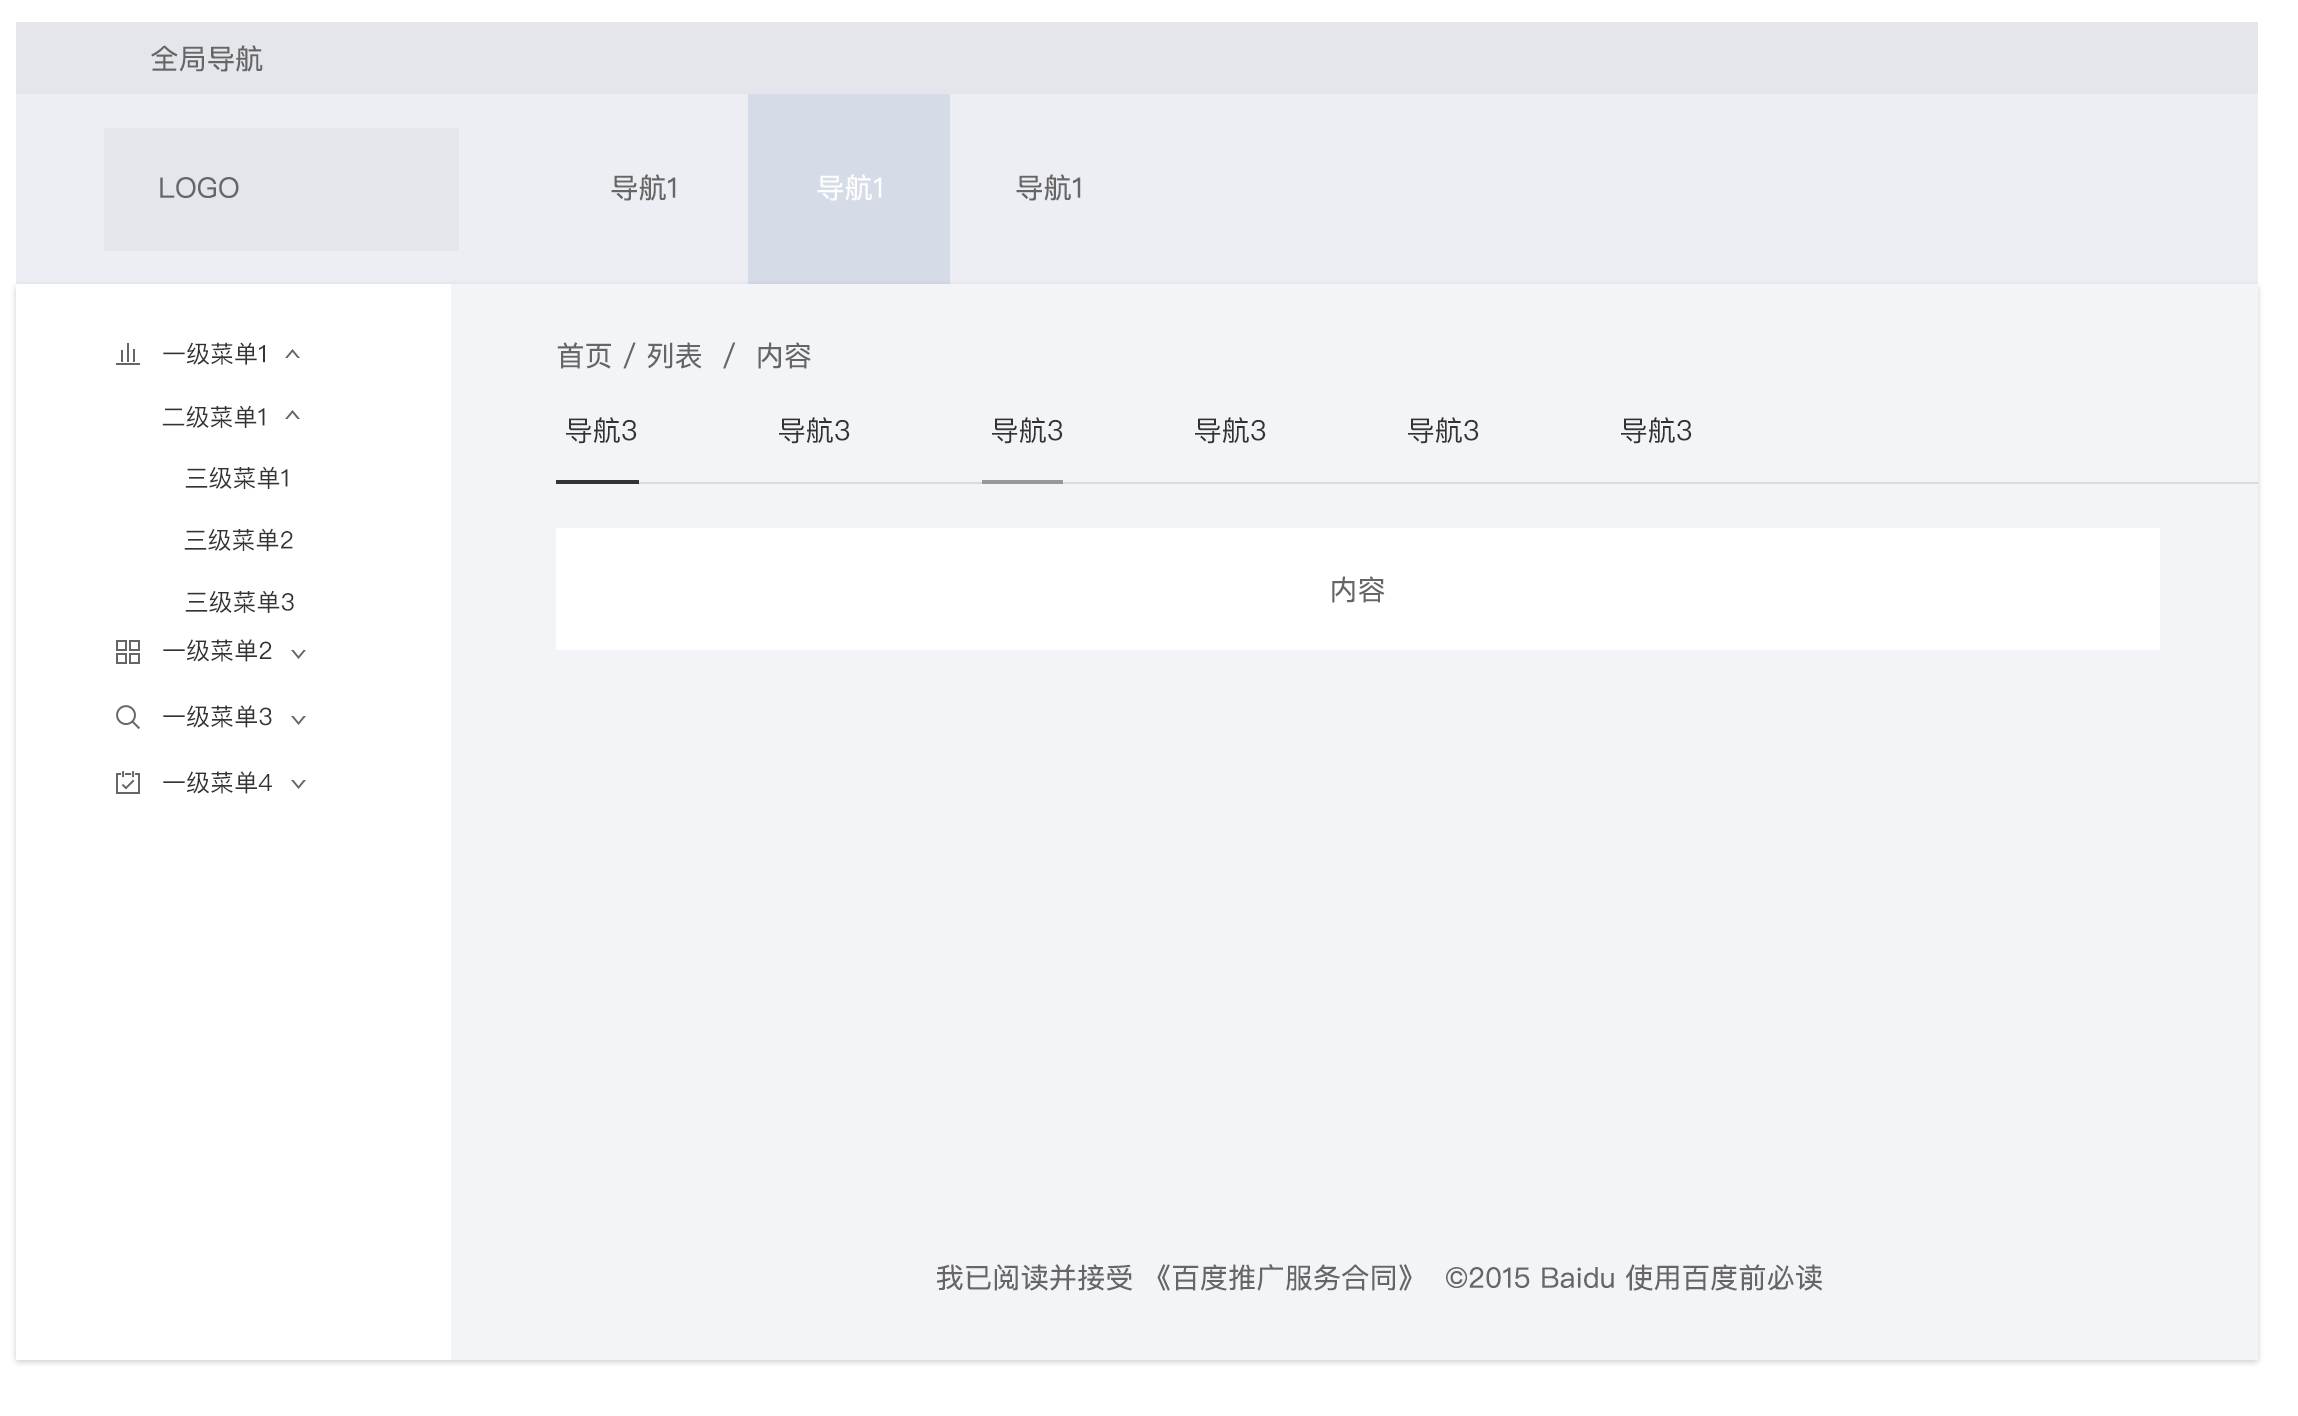 全局导航
LOGO
导航1
导航1
导航1
一级菜单1
二级菜单1
三级菜单1
三级菜单2
三级菜单3
一级菜单2
一级菜单3
一级菜单4
首页 / 列表 / 内容
导航3 导航3 导航3 导航3 导航3 导航3
内容
我已阅读并接受 《百度推广服务合同》 ©2015 Baidu 使用百度前必读